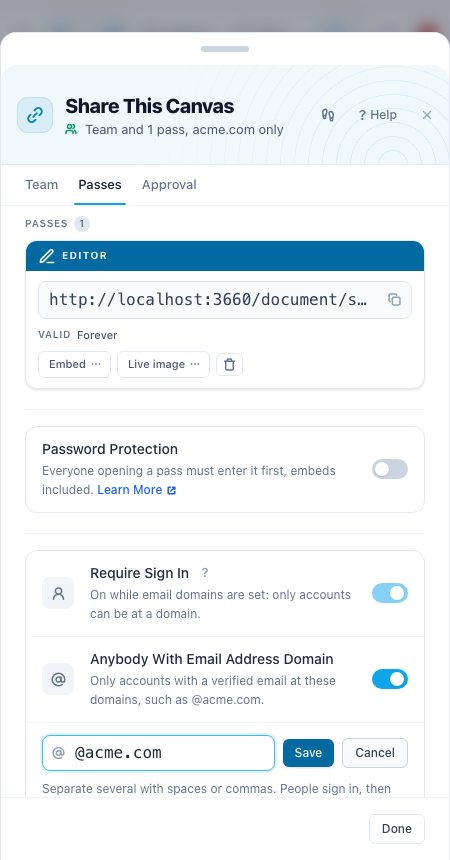 Share This Canvas
Team and 1 pass, acme.com only
? Help
Team Passes Approval
PASSES 1
EDITOR
http://localhost:3660/document/s…
VALID Forever
Embed ···
Live image ···
Password Protection
Everyone opening a pass must enter it first, embeds
included. Learn More
Require Sign In ?
On while email domains are set: only accounts
can be at a domain.
Anybody With Email Address Domain
Only accounts with a verified email at these
domains, such as @acme.com.
@ @acme.com
Save
Cancel
Separate several with spaces or commas. People sign in, then
Done